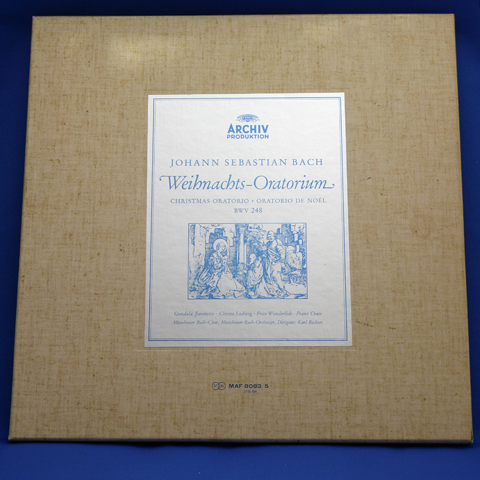 ARCHIV
PRODUKTION
JOHANN SEBASTIAN BACH
Weihnachts-Oratorium
CHRISTMAS ORATORIO • ORATORIO DE NOËL
BWV 248
Gundula Janowitz · Christa Ludwig · Fritz Wunderlich · Franz Crass
Münchener Bach-Chor, Münchener Bach-Orchester, Dirigent: Karl Richter
MAF 8083 S